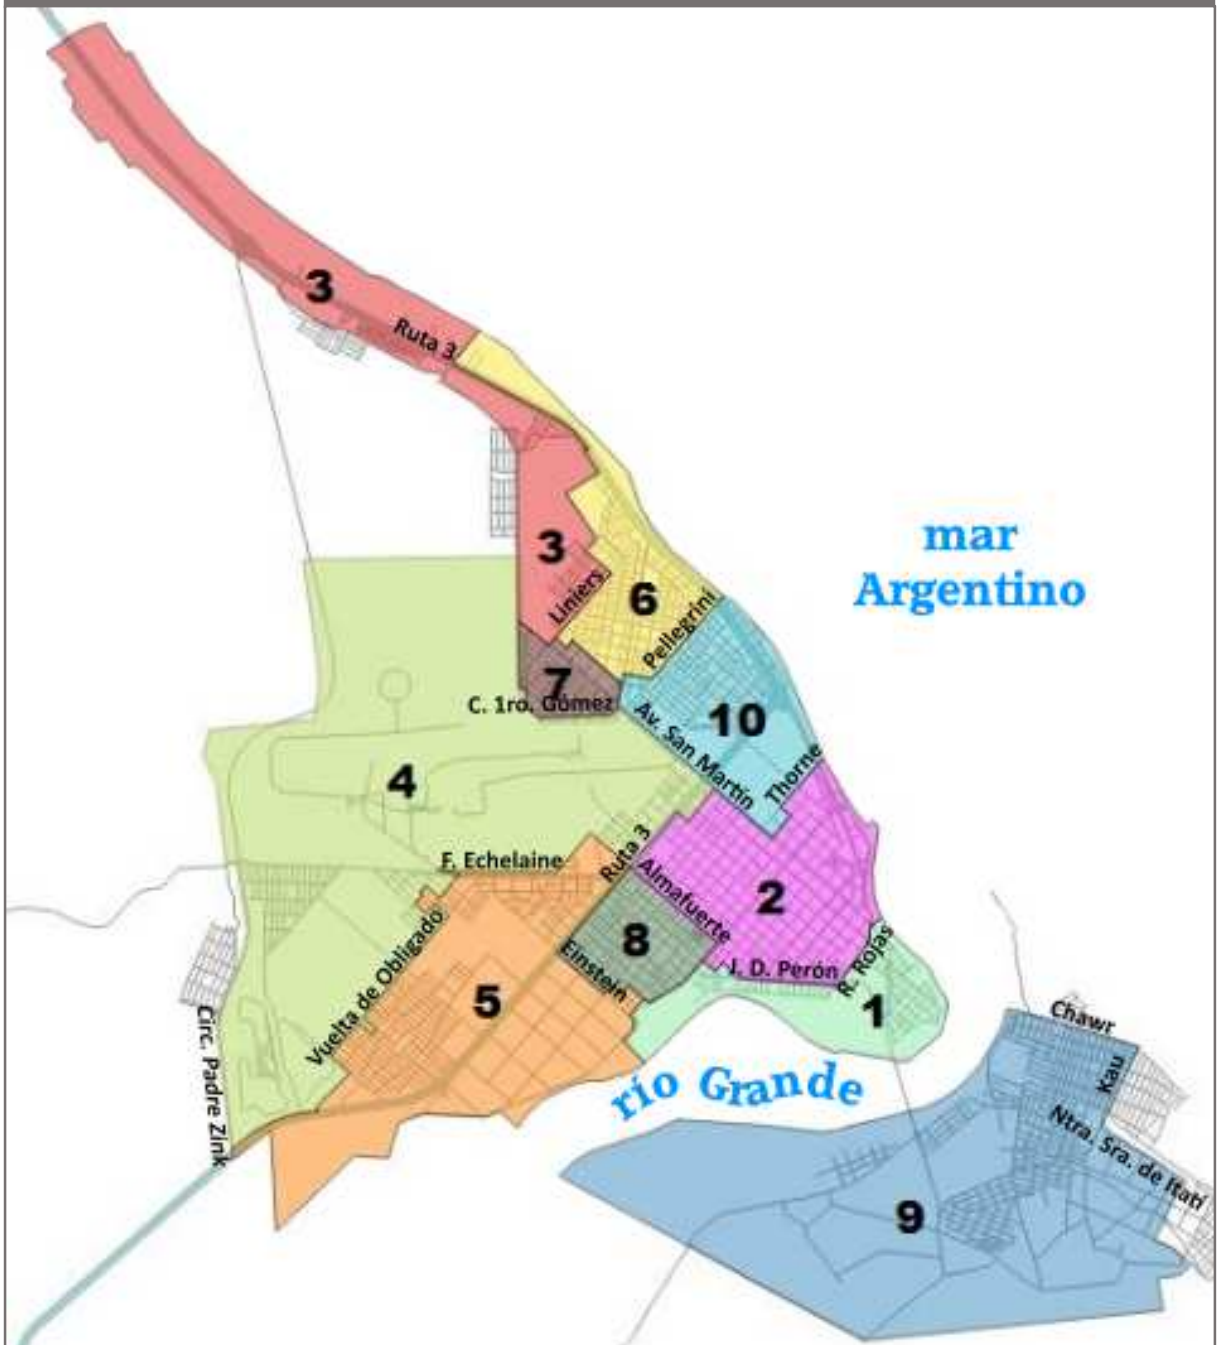 3
Ruta 3
mar
Argentino
3
Liniers
6
Pellegrini
7
C. 1ro. Gómez
10
Av. San Martín
Thorne
4
Ruta 3
F. Echelaine
Almafuerte
2
8
Vuelta de Obligado
Einstein
J. D. Perón
R. Rojas
5
1
Circ. Padre Zink
río Grande
Chawr
Kau
Ntra. Sra. de Itatí
9